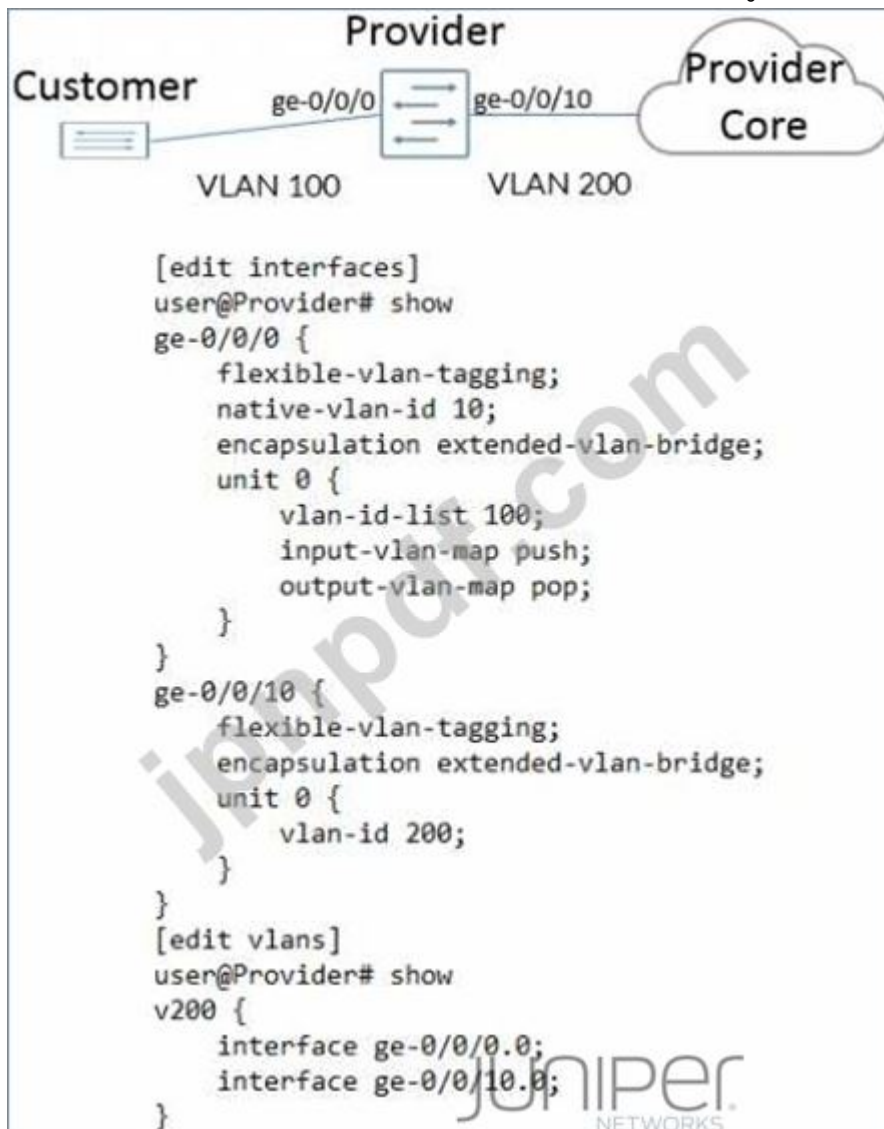 Provider
Customer
ge-0/0/0
ge-0/0/10
Provider
Core
VLAN 100
VLAN 200
[edit interfaces]
user@Provider# show
ge-0/0/0 {
    flexible-vlan-tagging;
    native-vlan-id 10;
    encapsulation extended-vlan-bridge;
    unit 0 {
        vlan-id-list 100;
        input-vlan-map push;
        output-vlan-map pop;
    }
}
ge-0/0/10 {
    flexible-vlan-tagging;
    encapsulation extended-vlan-bridge;
    unit 0 {
        vlan-id 200;
    }
}
[edit vlans]
user@Provider# show
v200 {
    interface ge-0/0/0.0;
    interface ge-0/0/10.0;
}
jpnpdf.com
JUNIPER
NETWORKS